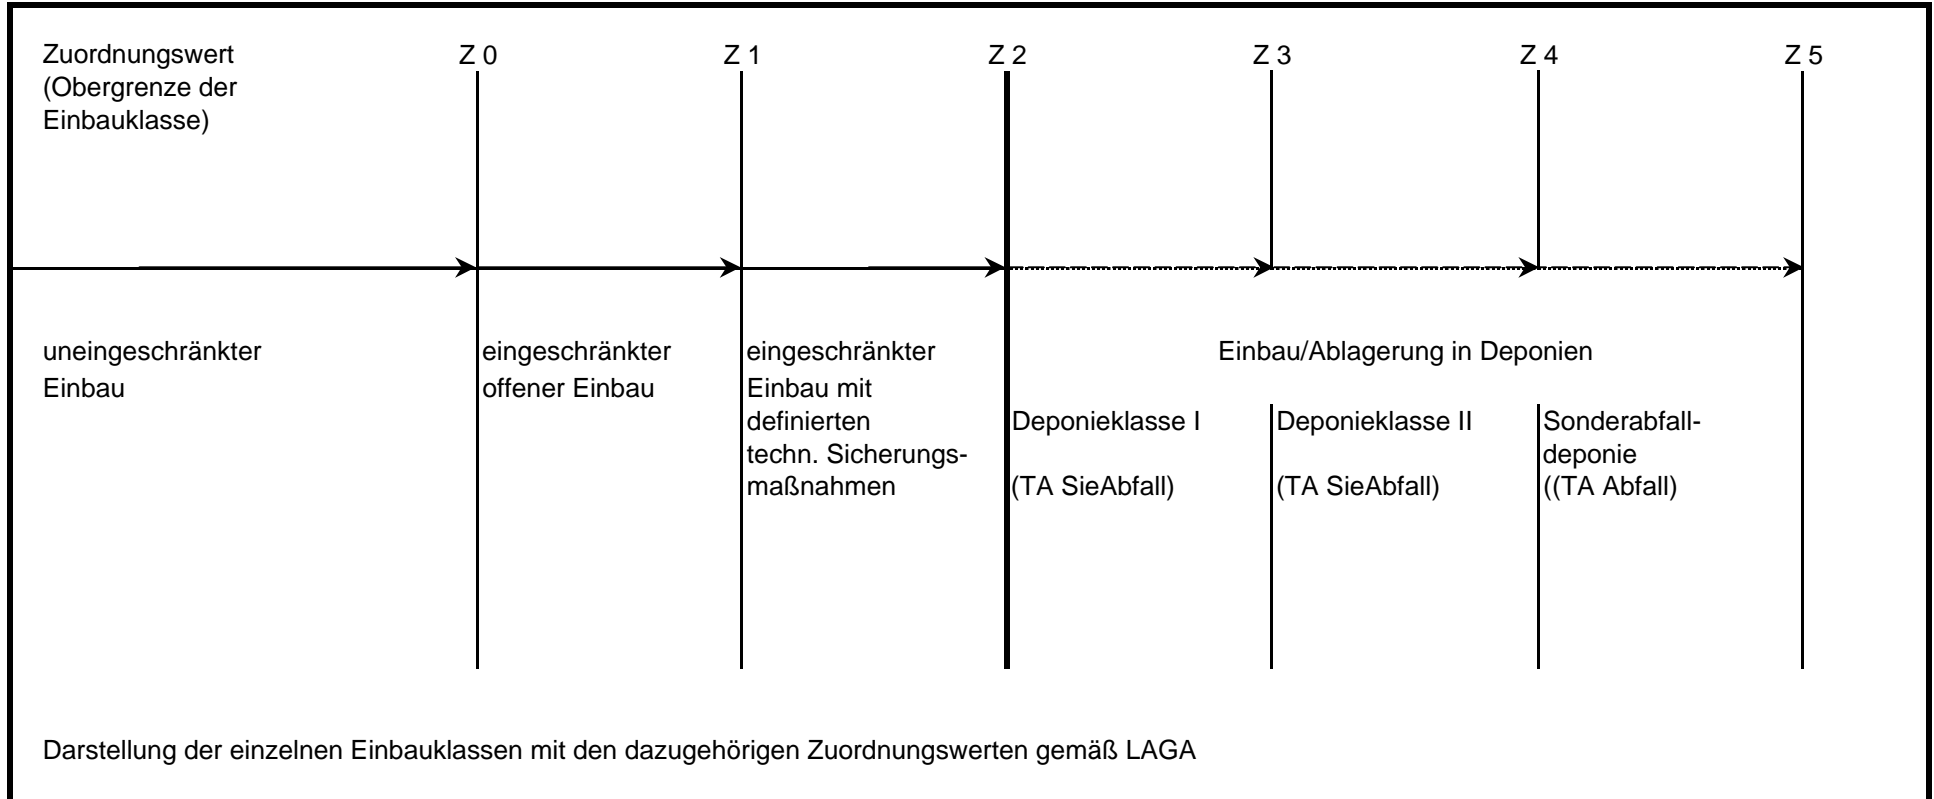 Zuordnungswert
(Obergrenze der
Einbauklasse)
Z 0
Z 1
Z 2
Z 3
Z 4
Z 5
uneingeschränkter
Einbau
eingeschränkter
offener Einbau
eingeschränkter
Einbau mit
definierten
techn. Sicherungs-
maßnahmen
Einbau/Ablagerung in Deponien
Deponieklasse I
(TA SieAbfall)
Deponieklasse II
(TA SieAbfall)
Sonderabfall-
deponie
((TA Abfall)
Darstellung der einzelnen Einbauklassen mit den dazugehörigen Zuordnungswerten gemäß LAGA